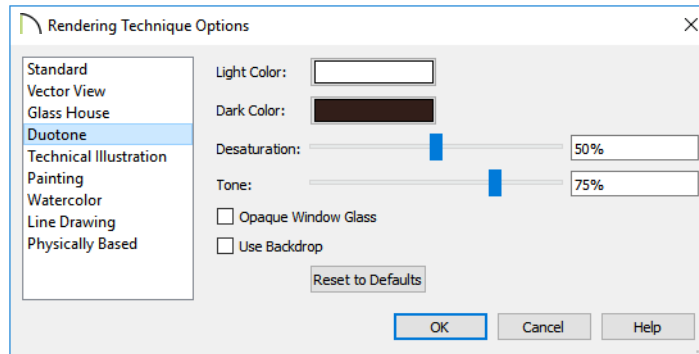 Rendering Technique Options
Standard
Vector View
Glass House
Duotone
Technical Illustration
Painting
Watercolor
Line Drawing
Physically Based
Light Color:
Dark Color:
Desaturation: 50%
Tone: 75%
Opaque Window Glass
Use Backdrop
Reset to Defaults
OK Cancel Help